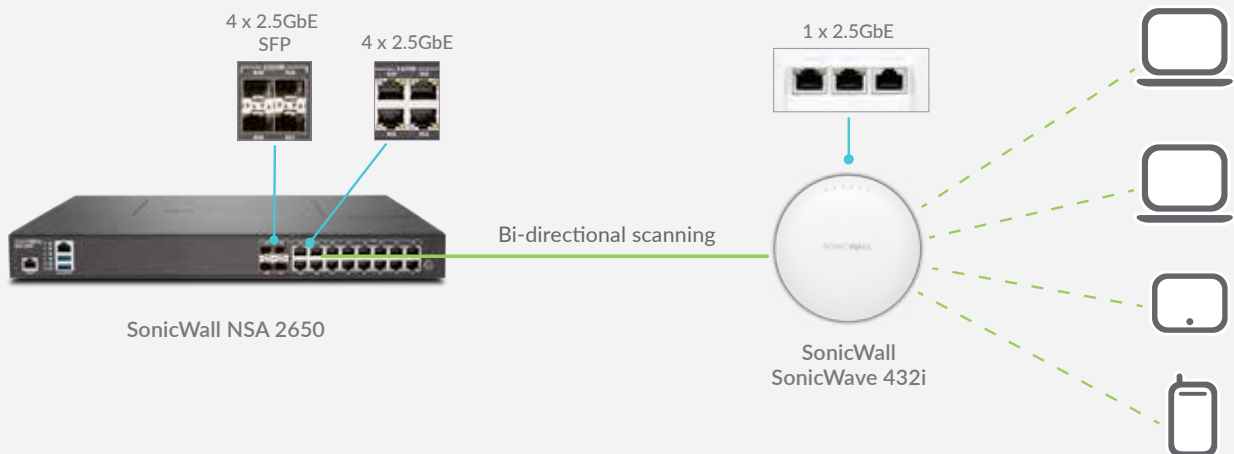 4 x 2.5GbE
SFP
4 x 2.5GbE
1 x 2.5GbE
Bi-directional scanning
SONICWALL
SonicWall NSA 2650
SonicWall
SonicWave 432i